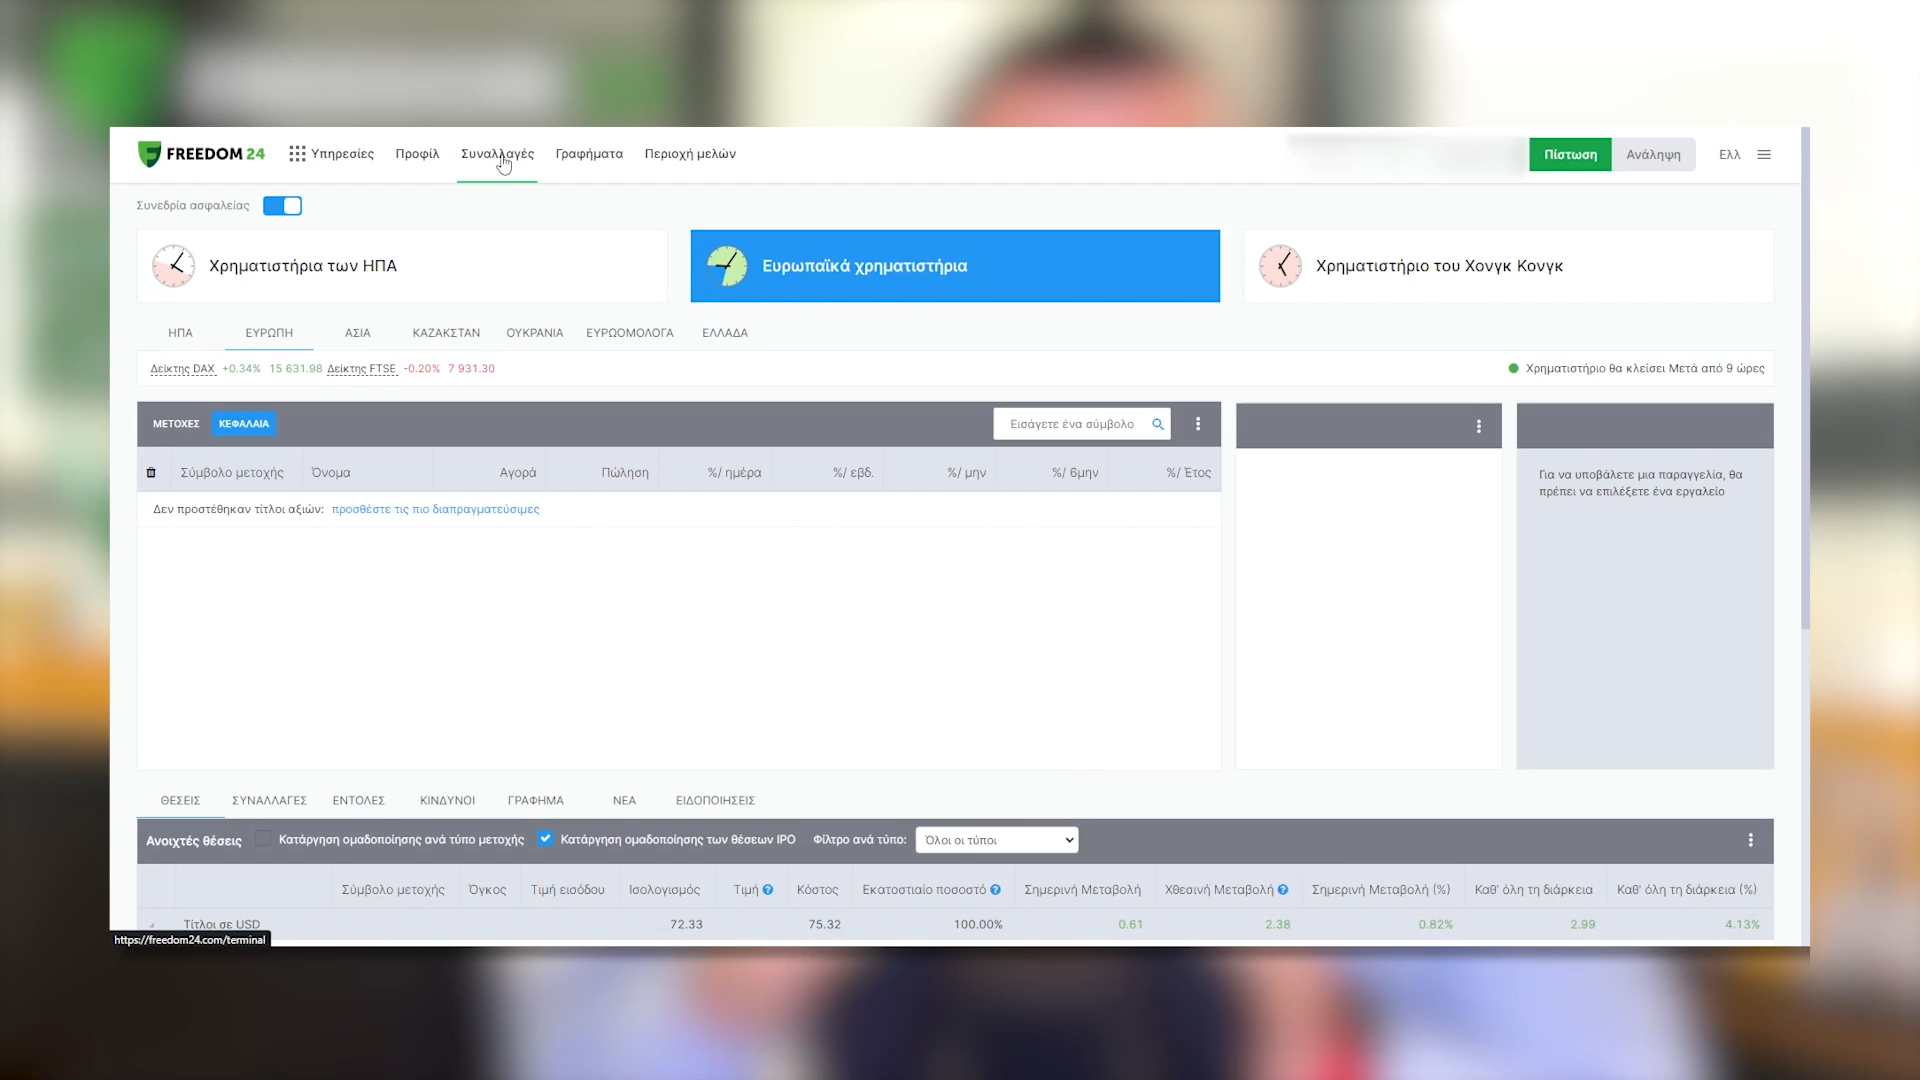 FREEDOM 24 Υπηρεσίες Προφίλ Συναλλαγές Γραφήματα Περιοχή μελών Πίστωση Ανάληψη Ελλ
Συνεδρία ασφαλείας
Χρηματιστήρια των ΗΠΑ
Ευρωπαϊκά χρηματιστήρια
Χρηματιστήριο του Χονγκ Κονγκ
ΗΠΑ ΕΥΡΩΠΗ ΑΣΙΑ ΚΑΖΑΚΣΤΑΝ ΟΥΚΡΑΝΙΑ ΕΥΡΩΟΜΟΛΟΓΑ ΕΛΛΑΔΑ
Δείκτης DAX +0.34% 15 631.98 Δείκτης FTSE -0.20% 7 931.30 Χρηματιστήριο θα κλείσει Μετά από 9 ώρες
ΜΕΤΟΧΕΣ ΚΕΦΑΛΑΙΑ Εισάγετε ένα σύμβολο
Σύμβολο μετοχής Όνομα Αγορά Πώληση %/ ημέρα %/ εβδ. %/ μην %/ 6μην %/ Έτος
Δεν προστέθηκαν τίτλοι αξιών: προσθέστε τις πιο διαπραγματεύσιμες
Για να υποβάλετε μια παραγγελία, θα
πρέπει να επιλέξετε ένα εργαλείο
ΘΕΣΕΙΣ ΣΥΝΑΛΛΑΓΕΣ ΕΝΤΟΛΕΣ ΚΙΝΔΥΝΟΙ ΓΡΑΦΗΜΑ ΝΕΑ ΕΙΔΟΠΟΙΗΣΕΙΣ
Ανοιχτές θέσεις Κατάργηση ομαδοποίησης ανά τύπο μετοχής Κατάργηση ομαδοποίησης των θέσεων IPO Φίλτρο ανά τύπο: Όλοι οι τύποι
Σύμβολο μετοχής Όγκος Τιμή εισόδου Ισολογισμός Τιμή Κόστος Εκατοστιαίο ποσοστό Σημερινή Μεταβολή Χθεσινή Μεταβολή Σημερινή Μεταβολή (%) Καθ' όλη τη διάρκεια Καθ' όλη τη διάρκεια (%)
Τίτλοι σε USD 72.33 75.32 100.00% 0.61 2.38 0.82% 2.99 4.13%
https://freedom24.com/terminal